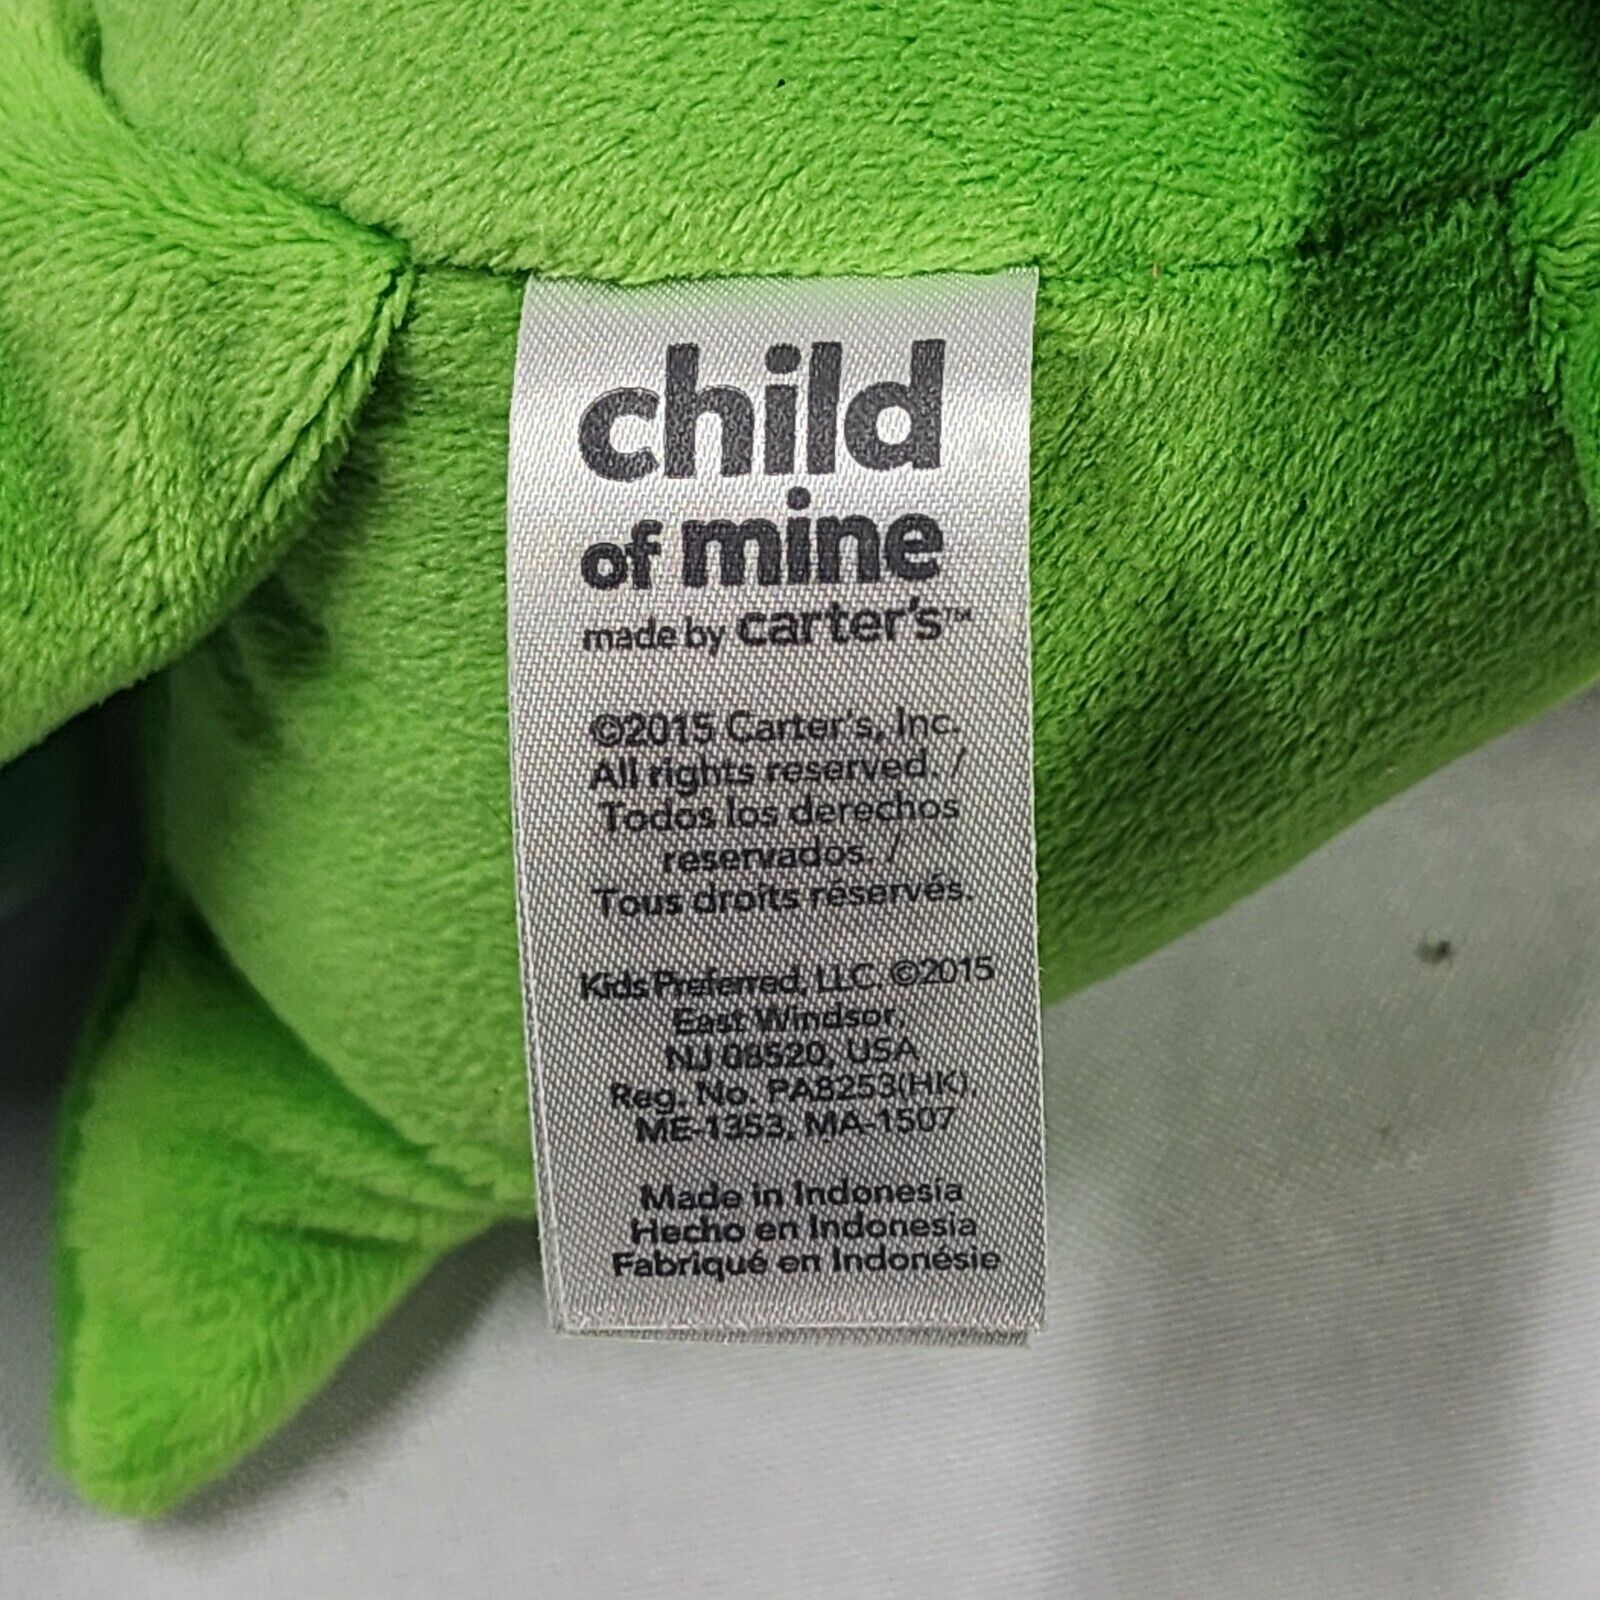 child
of mine
made by carter's™
©2015 Carter's, Inc.
All rights reserved. /
Todos los derechos
reservados. /
Tous droits réservés.
Kids Preferred, LLC. ©2015
East Windsor,
NJ 08520, USA
Reg. No. PA8253(HK),
ME-1353, MA-1507
Made in Indonesia
Hecho en Indonesia
Fabriqué en Indonésie